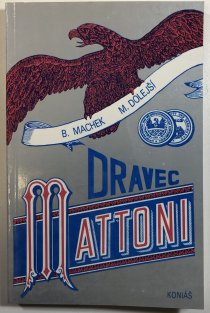 B. MACHEK M. DOLEJŠÍ
DRAVEC
MATTONI
KONIÁŠ